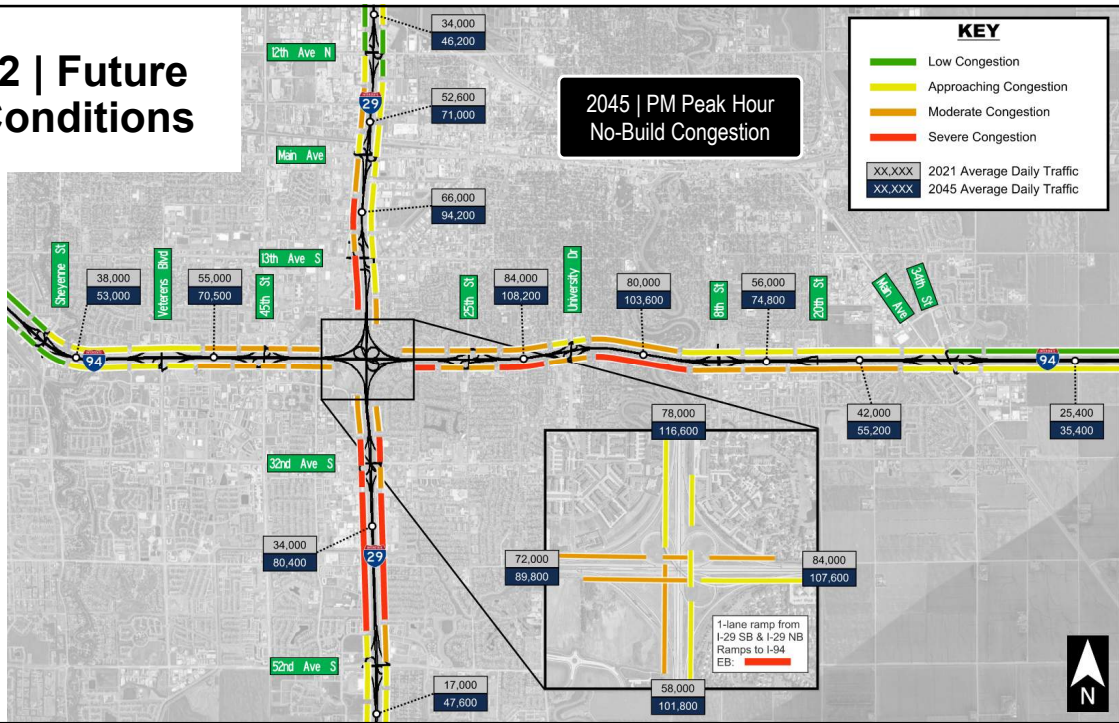 2 | Future
Conditions
12th Ave N
34,000
46,200
29
52,600
71,000
Main Ave
66,000
94,200
13th Ave S
2045 | PM Peak Hour
No-Build Congestion
KEY
Low Congestion
Approaching Congestion
Moderate Congestion
Severe Congestion
XX,XXX 2021 Average Daily Traffic
XX,XXX 2045 Average Daily Traffic
Sheyenne St
38,000
53,000
Veterans Blvd
55,000
70,500
45th St
25th St
84,000
108,200
University Dr
80,000
103,600
8th St
56,000
74,800
20th St
Main Ave
34th St
94
94
42,000
55,200
25,400
35,400
32nd Ave S
34,000
80,400
29
52nd Ave S
17,000
47,600
78,000
116,600
72,000
89,800
84,000
107,600
1-lane ramp from
I-29 SB & I-29 NB
Ramps to I-94
EB:
58,000
101,800
N